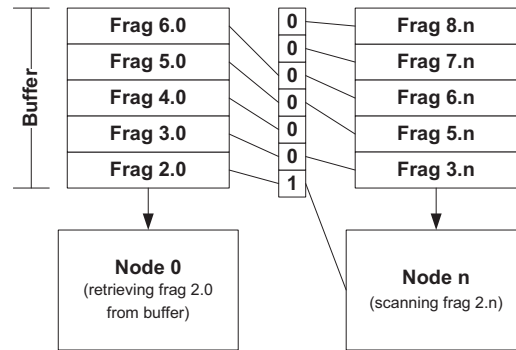 Buffer
Frag 6.0
Frag 5.0
Frag 4.0
Frag 3.0
Frag 2.0
0
0
0
0
0
0
1
Frag 8.n
Frag 7.n
Frag 6.n
Frag 5.n
Frag 3.n
Node 0
(retrieving frag 2.0
from buffer)
Node n
(scanning frag 2.n)